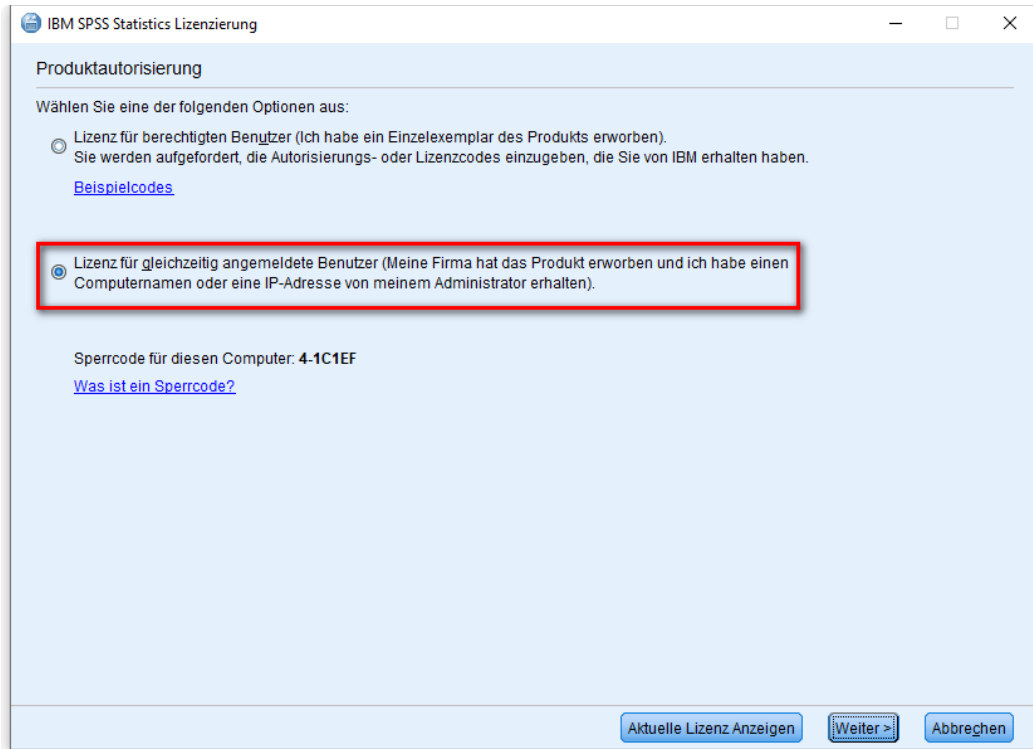 IBM SPSS Statistics Lizenzierung
Produktautorisierung
Wählen Sie eine der folgenden Optionen aus:
Lizenz für berechtigten Benutzer (Ich habe ein Einzelexemplar des Produkts erworben).
Sie werden aufgefordert, die Autorisierungs- oder Lizenzcodes einzugeben, die Sie von IBM erhalten haben.
Beispielcodes
Lizenz für gleichzeitig angemeldete Benutzer (Meine Firma hat das Produkt erworben und ich habe einen
Computernamen oder eine IP-Adresse von meinem Administrator erhalten).
Sperrcode für diesen Computer: 4-1C1EF
Was ist ein Sperrcode?
Aktuelle Lizenz Anzeigen Weiter > Abbrechen